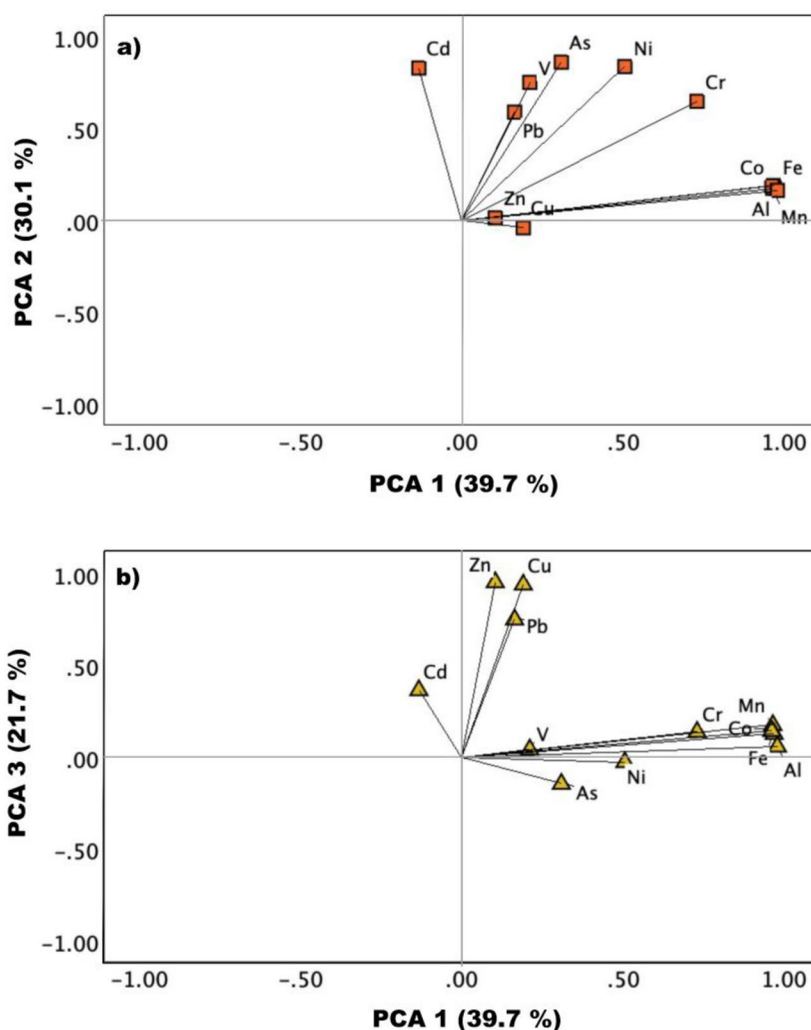 a)
1.00
.50
.00
-.50
-1.00
PCA 2 (30.1 %)
Cd
As
Ni
V
Cr
Pb
Co Fe
Zn
Cu
Al
Mn
-1.00 -.50 .00 .50 1.00
PCA 1 (39.7 %)
b)
1.00
.50
.00
-.50
-1.00
PCA 3 (21.7 %)
Zn Cu
Pb
Cd
Mn
Cr
V
Co
Fe
Al
Ni
As
-1.00 -.50 .00 .50 1.00
PCA 1 (39.7 %)